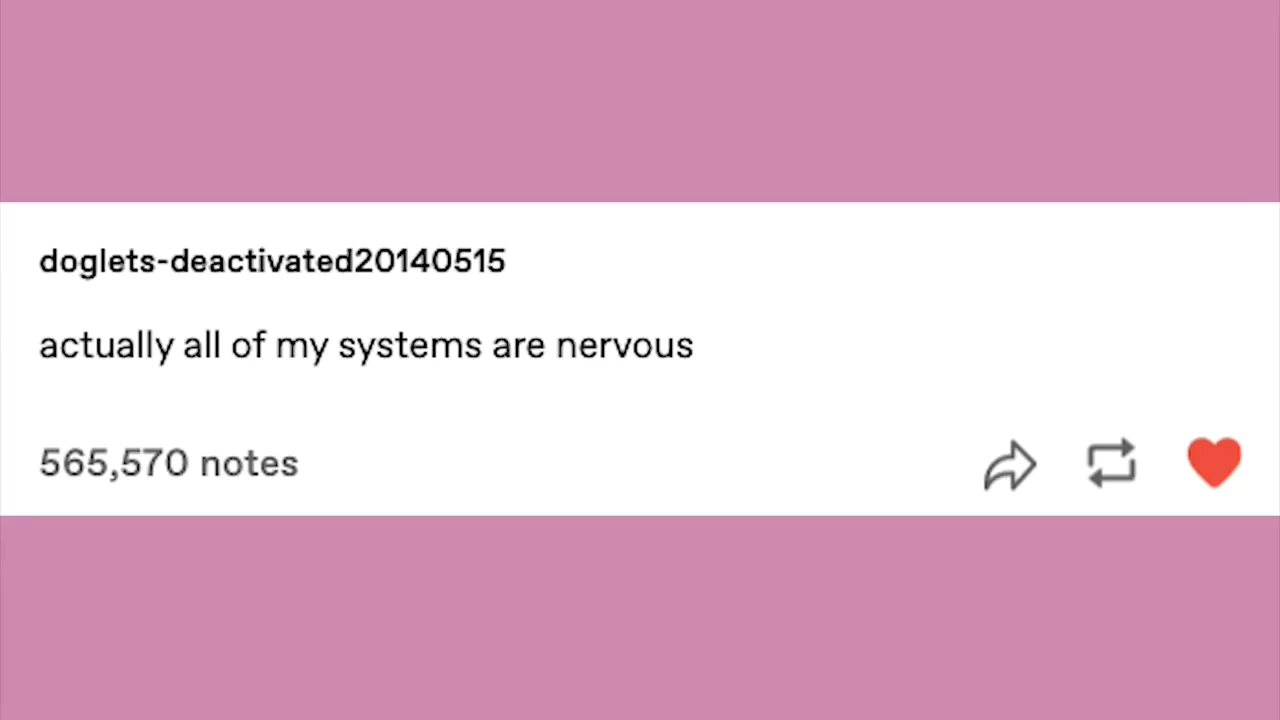 doglets-deactivated20140515
actually all of my systems are nervous
565,570 notes